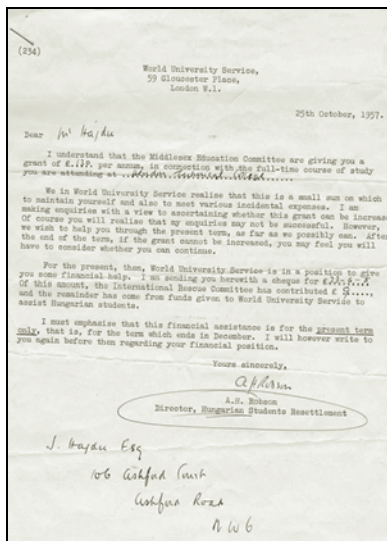 (234)
World University Service,
59 Gloucester Place,
London W.1.
25th October, 1957.
Dear Mr Hajdu
I understand that the Middlesex Education Committee are giving you a
grant of £ per annum, in connection with the full-time course of study
you are attending at
We in World University Service realise that this is a small sum on which
to maintain yourself and also to meet various incidental expenses. I am
making enquiries with a view to ascertaining whether this grant can be increased
Of course you will realise that my enquiries may not be successful. However,
we wish to help you through the present term, as far as we possibly can. After
the end of the term, if the grant cannot be increased, you may feel you will
have to consider whether you can continue.
For the present, then, World University Service is in a position to give
you some financial help. I am sending you herewith a cheque for £
Of this amount, the International Rescue Committee has contributed £
and the remainder has come from funds given to World University Service to
assist Hungarian students.
I must emphasise that this financial assistance is for the present term
only, that is, for the term which ends in December. I will however write to
you again before then regarding your financial position.
Yours sincerely,
A H Robson
A.H. Robson
Director, Hungarian Students Resettlement
J. Hajdu Esq
106 Ashford Court
Ashford Road
NW6